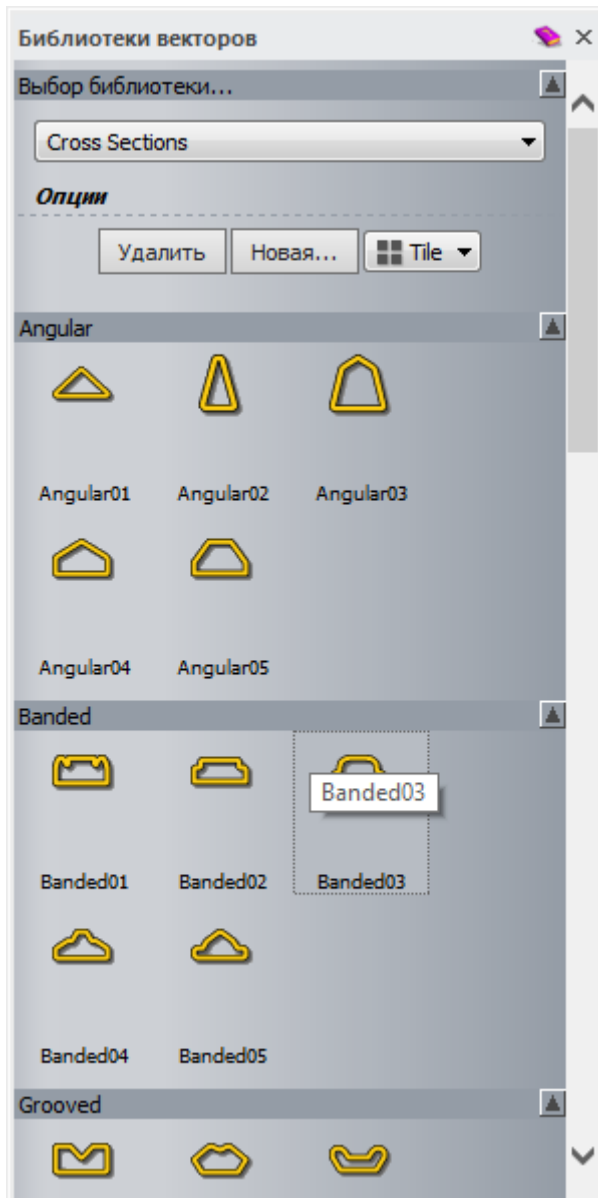 Библиотеки векторов
Выбор библиотеки...
Cross Sections
Опции
Удалить Новая... Tile
Angular
Angular01 Angular02 Angular03
Angular04 Angular05
Banded
Banded03
Banded01 Banded02 Banded03
Banded04 Banded05
Grooved